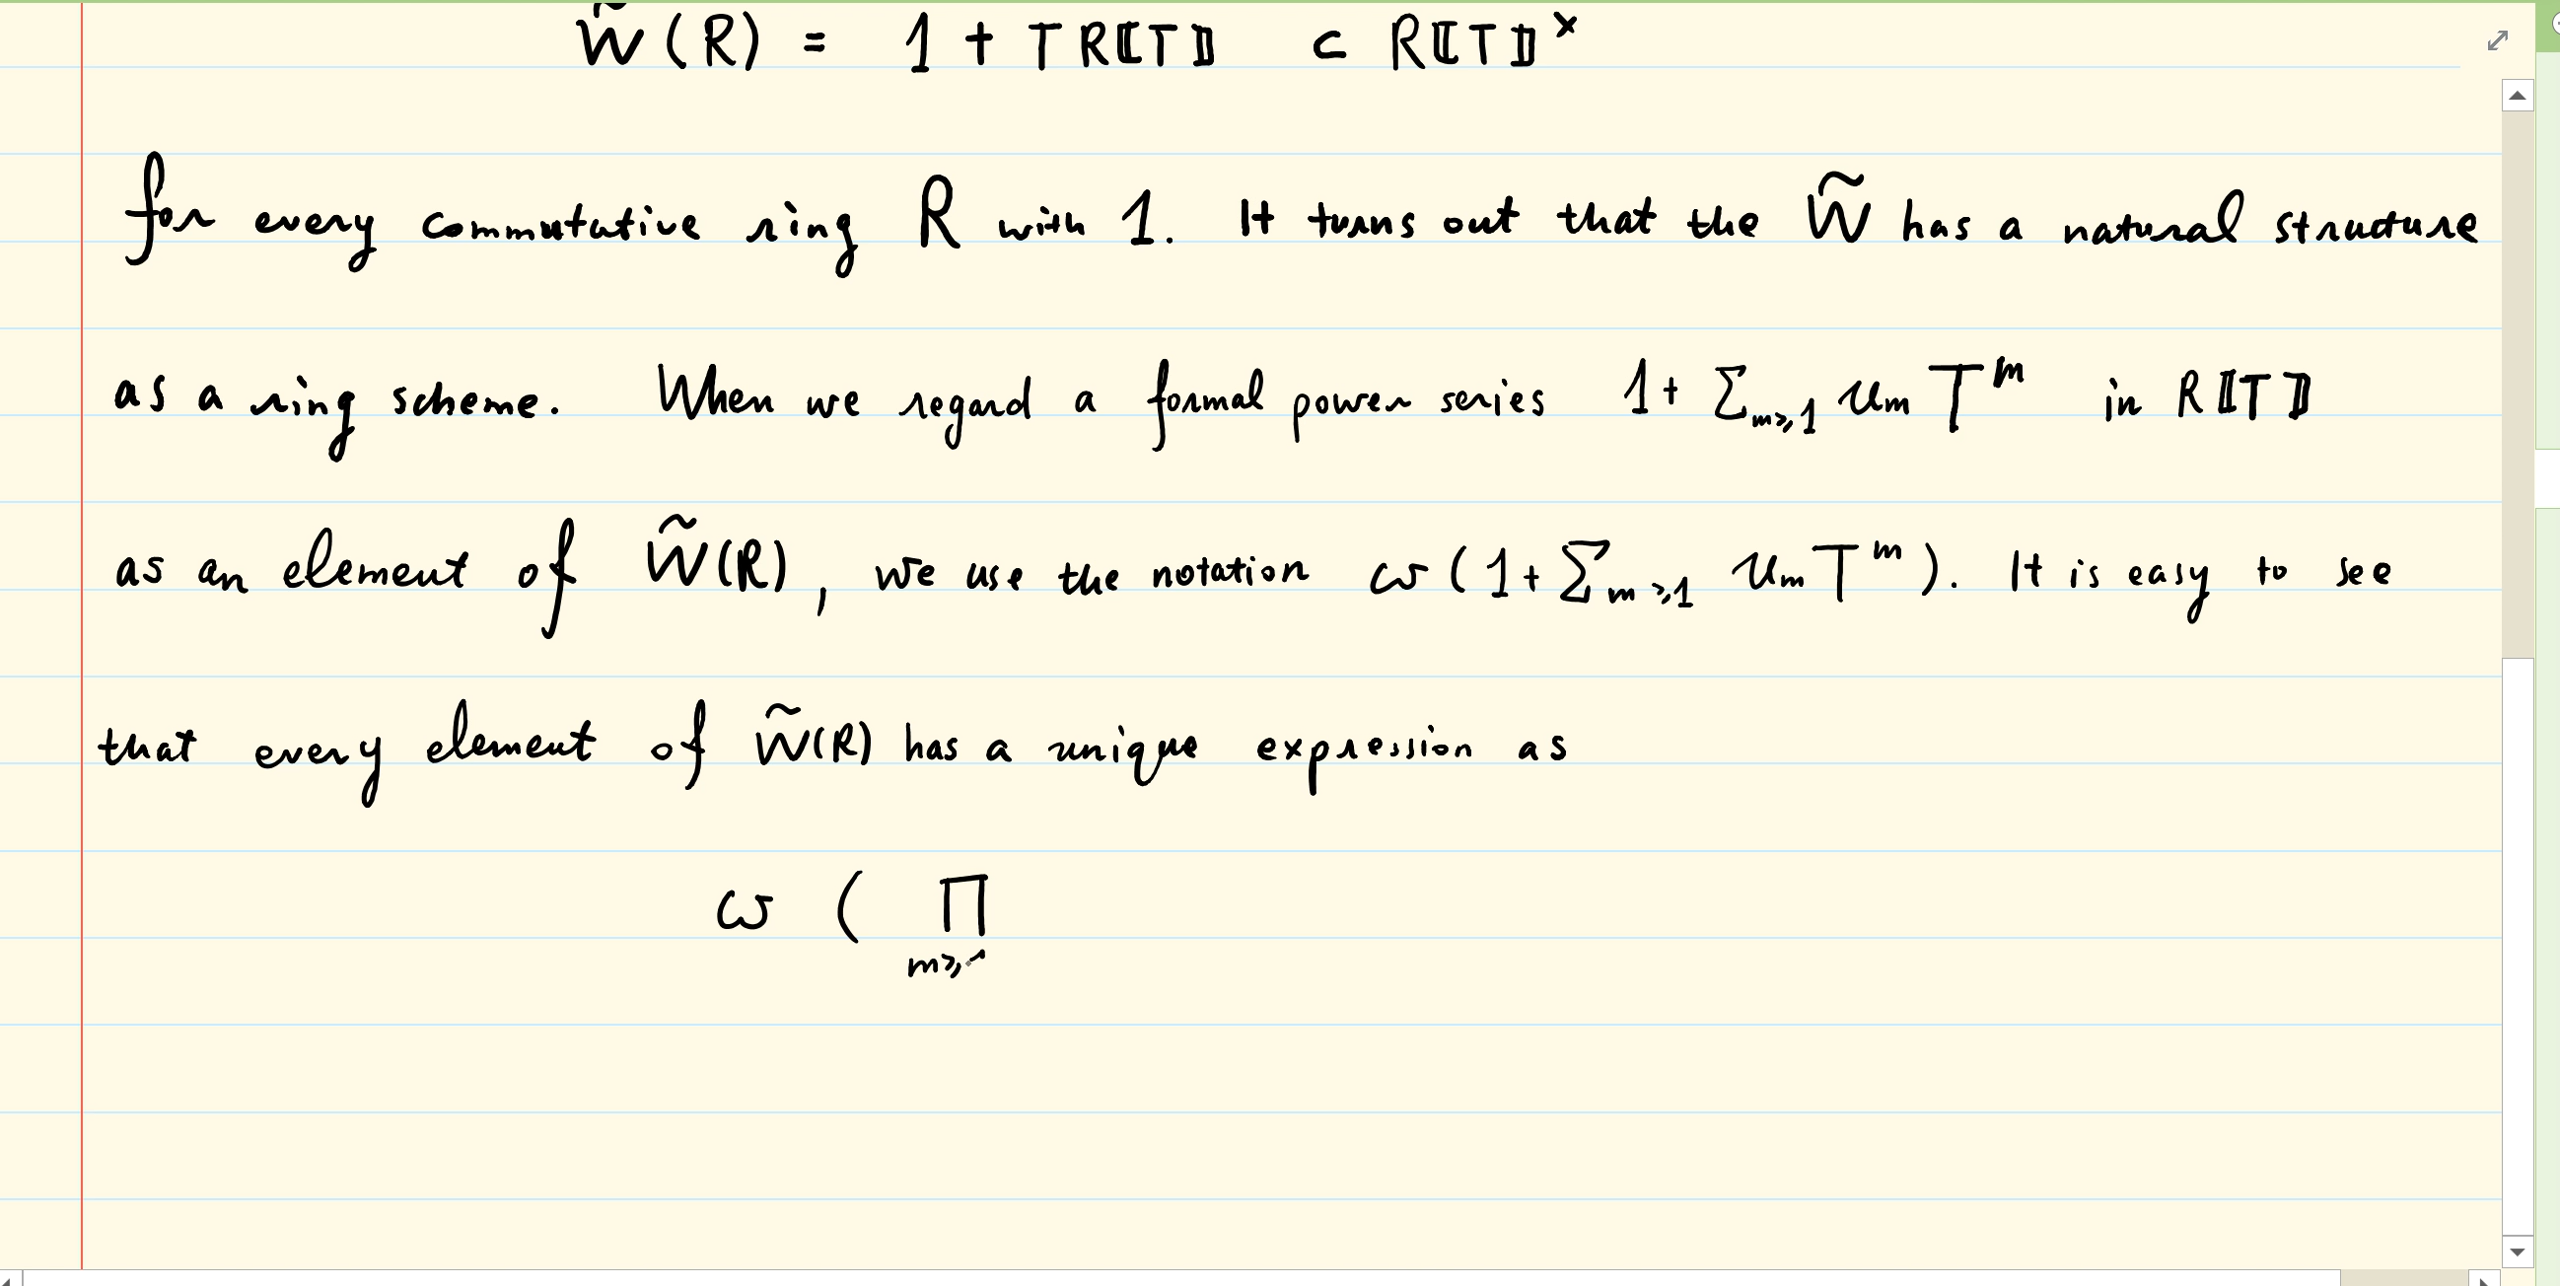 W̃(R) = 1 + T R⟦T⟧ ⊂ R⟦T⟧ˣ
for every commutative ring R with 1. It turns out that the W̃ has a natural structure
as a ring scheme. When we regard a formal power series 1 + Σ_{m≥1} u_m T^m in R⟦T⟧
as an element of W̃(R), we use the notation ω(1 + Σ_{m≥1} u_m T^m). It is easy to see
that every element of W̃(R) has a unique expression as
ω ( ∏_{m≥1}